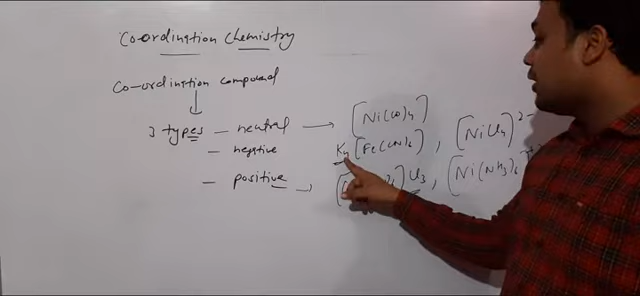 Co-ordination Chemistry
Co-ordination compound
3 types - neutral → [Ni(CO)4]
- negetive K4[Fe(CN)6], [NiCl4]2-
- positive → Cl3, [Ni(NH3)6